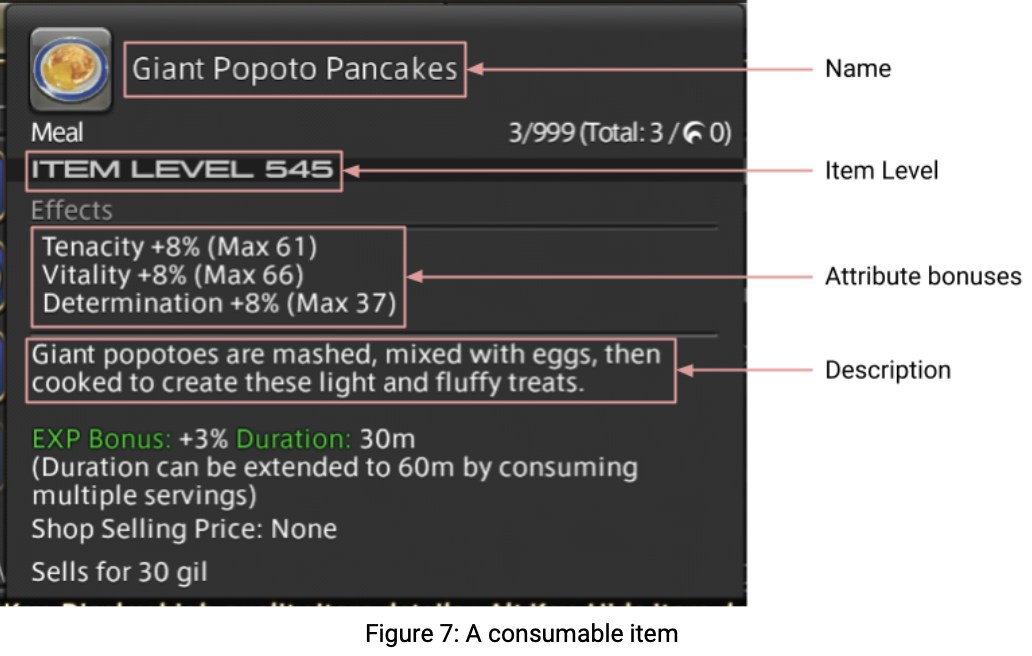 Giant Popoto Pancakes
Name
Meal
3/999 (Total: 3 / 0)
ITEM LEVEL 545
Item Level
Effects
Tenacity +8% (Max 61)
Vitality +8% (Max 66)
Determination +8% (Max 37)
Attribute bonuses
Giant popotoes are mashed, mixed with eggs, then
cooked to create these light and fluffy treats.
Description
EXP Bonus: +3% Duration: 30m
(Duration can be extended to 60m by consuming
multiple servings)
Shop Selling Price: None
Sells for 30 gil
Figure 7: A consumable item